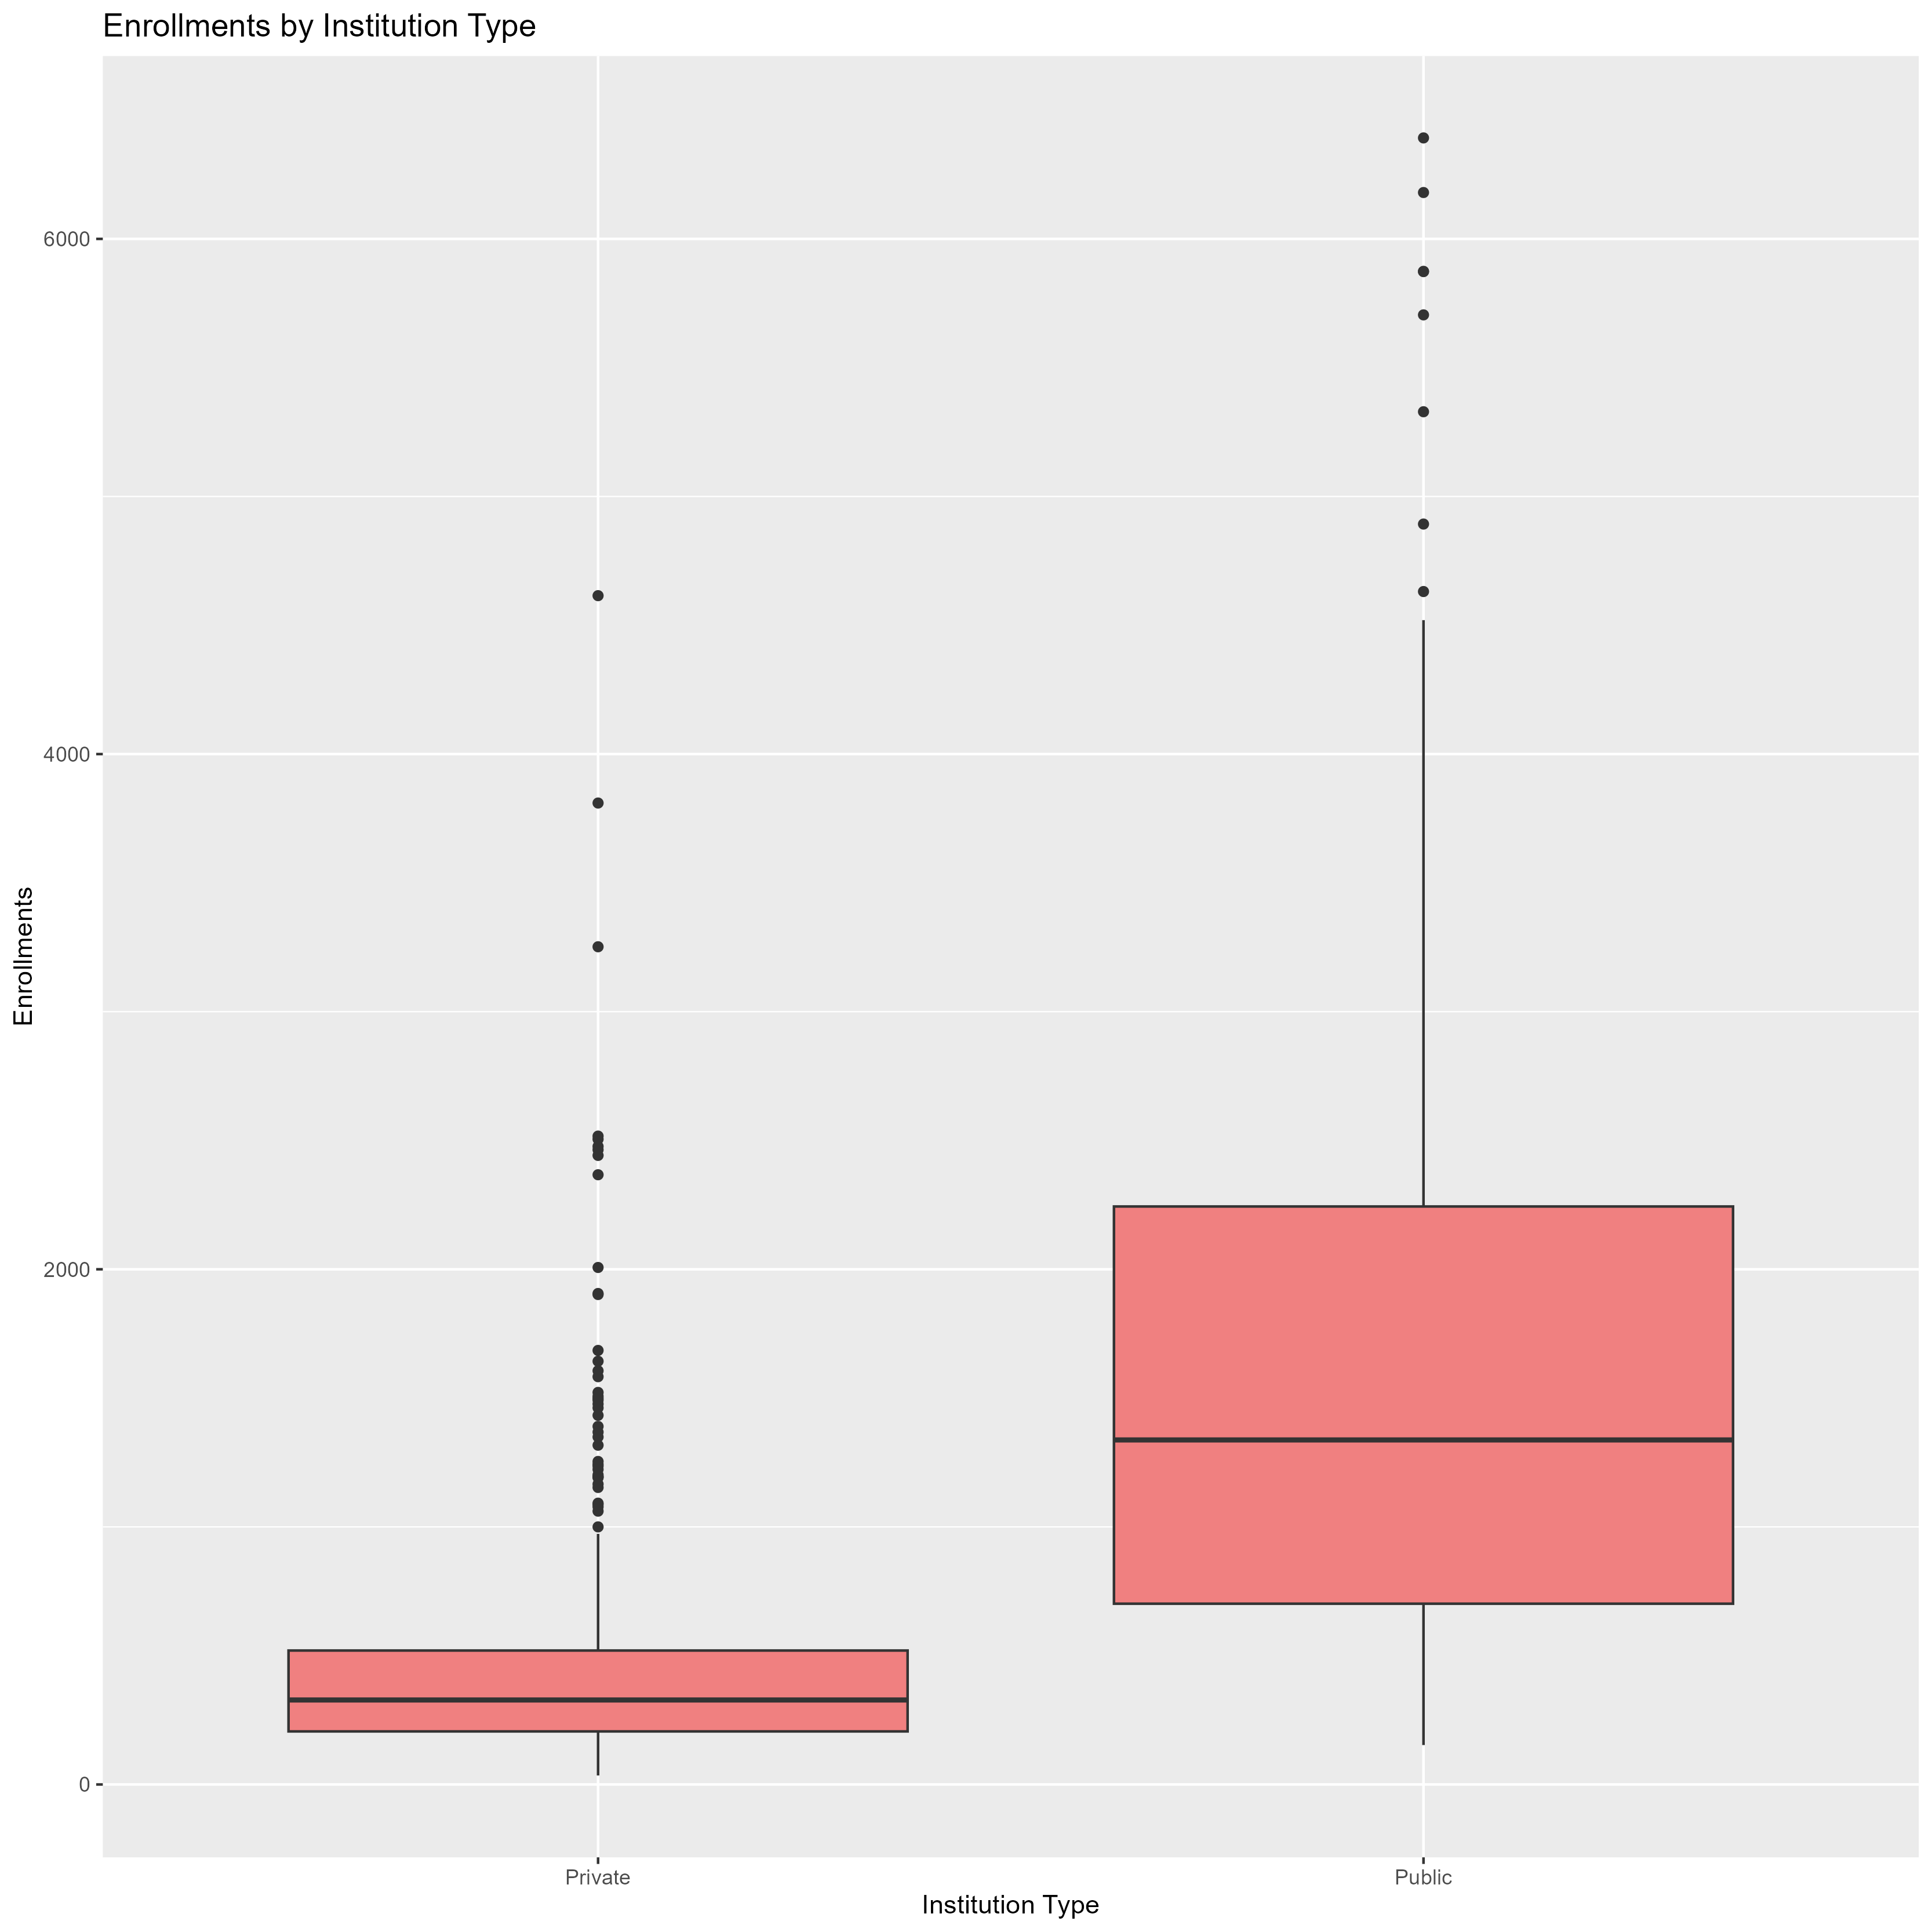 Enrollments by Institution Type
Enrollments
6000
4000
2000
0
Private
Public
Institution Type